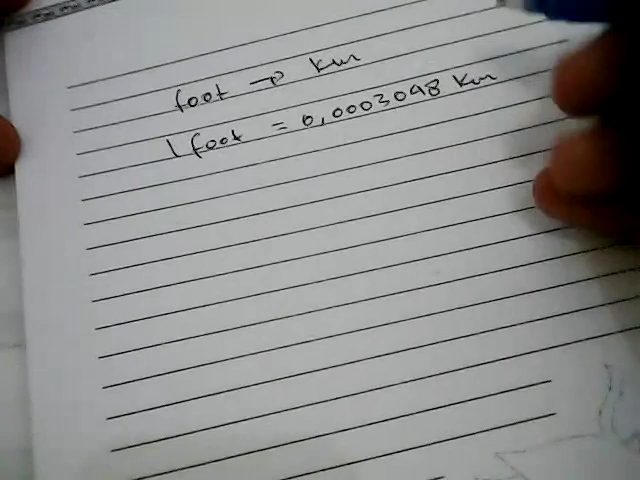 foot → km
1 foot = 0,0003048 km